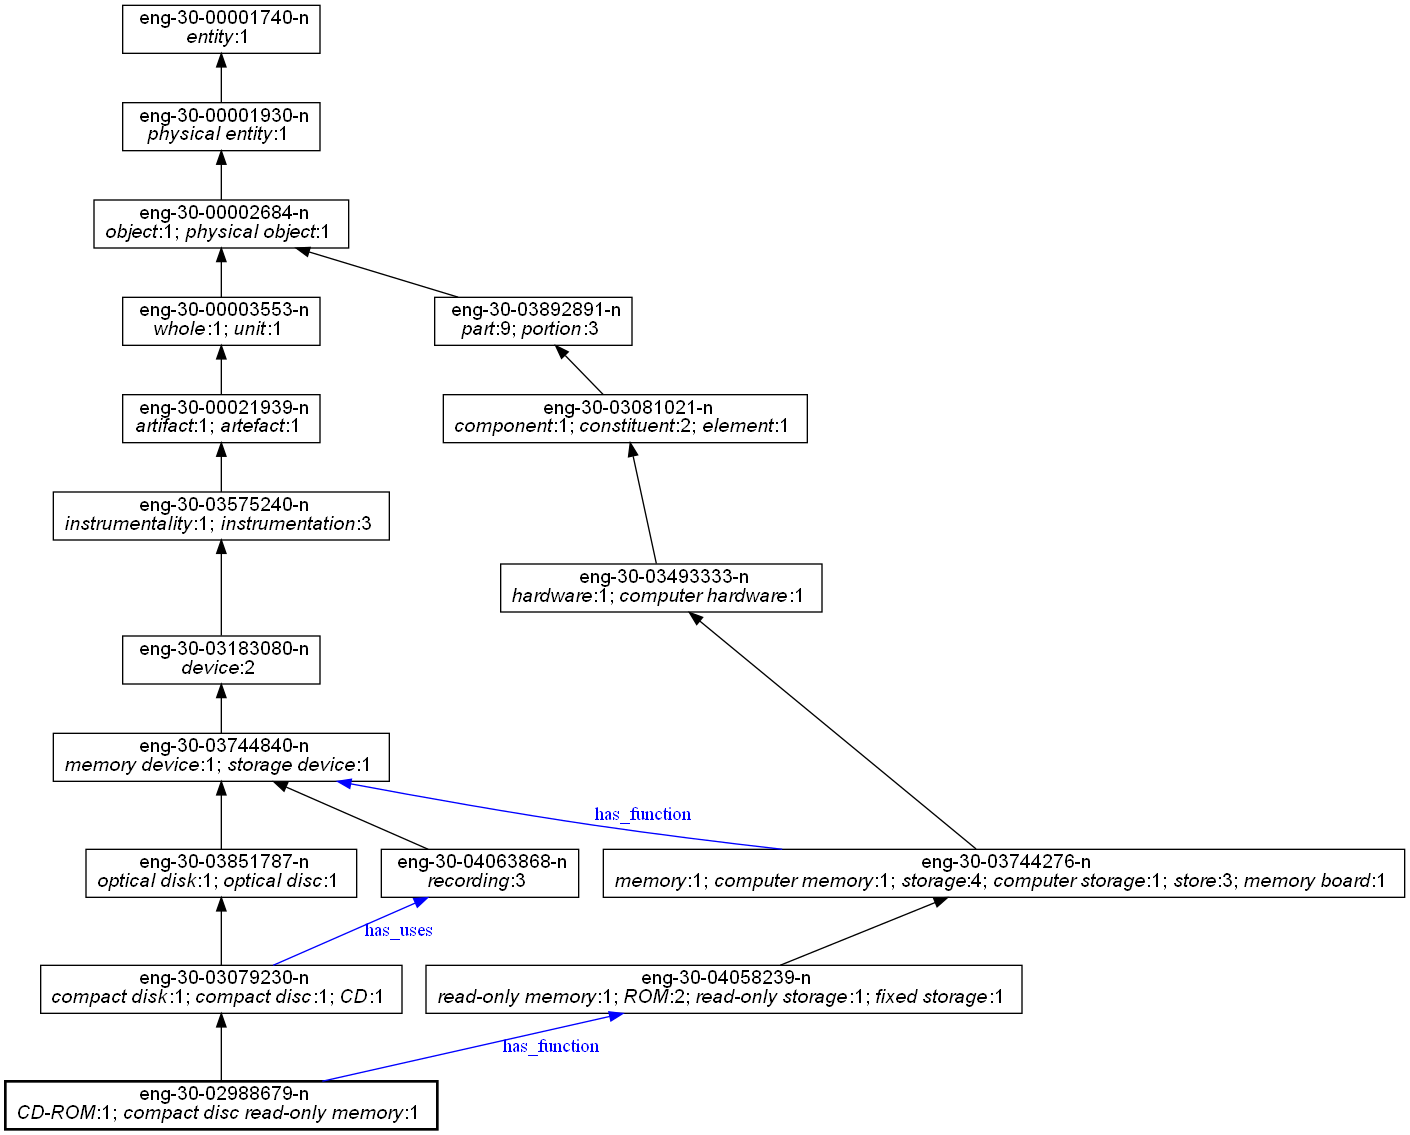 eng-30-00001740-n
entity:1
eng-30-00001930-n
physical entity:1
eng-30-00002684-n
object:1; physical object:1
eng-30-00003553-n
whole:1; unit:1
eng-30-03892891-n
part:9; portion:3
eng-30-00021939-n
artifact:1; artefact:1
eng-30-03081021-n
component:1; constituent:2; element:1
eng-30-03575240-n
instrumentality:1; instrumentation:3
eng-30-03493333-n
hardware:1; computer hardware:1
eng-30-03183080-n
device:2
eng-30-03744840-n
memory device:1; storage device:1
has_function
eng-30-03851787-n
optical disk:1; optical disc:1
eng-30-04063868-n
recording:3
eng-30-03744276-n
memory:1; computer memory:1; storage:4; computer storage:1; store:3; memory board:1
has_uses
eng-30-03079230-n
compact disk:1; compact disc:1; CD:1
eng-30-04058239-n
read-only memory:1; ROM:2; read-only storage:1; fixed storage:1
has_function
eng-30-02988679-n
CD-ROM:1; compact disc read-only memory:1